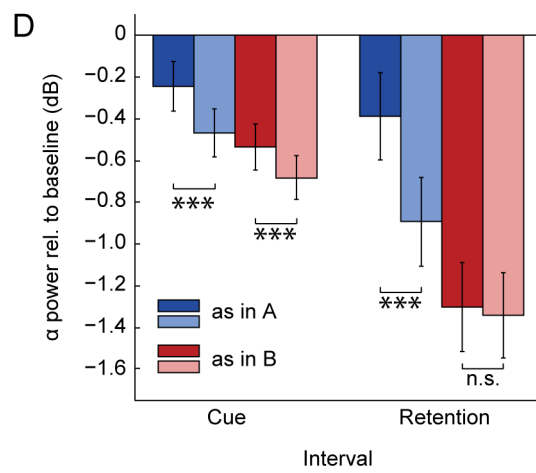 D
α power rel. to baseline (dB)
0
−0.2
−0.4
−0.6
−0.8
−1.0
−1.2
−1.4
−1.6
***
***
***
n.s.
as in A
as in B
Cue
Retention
Interval